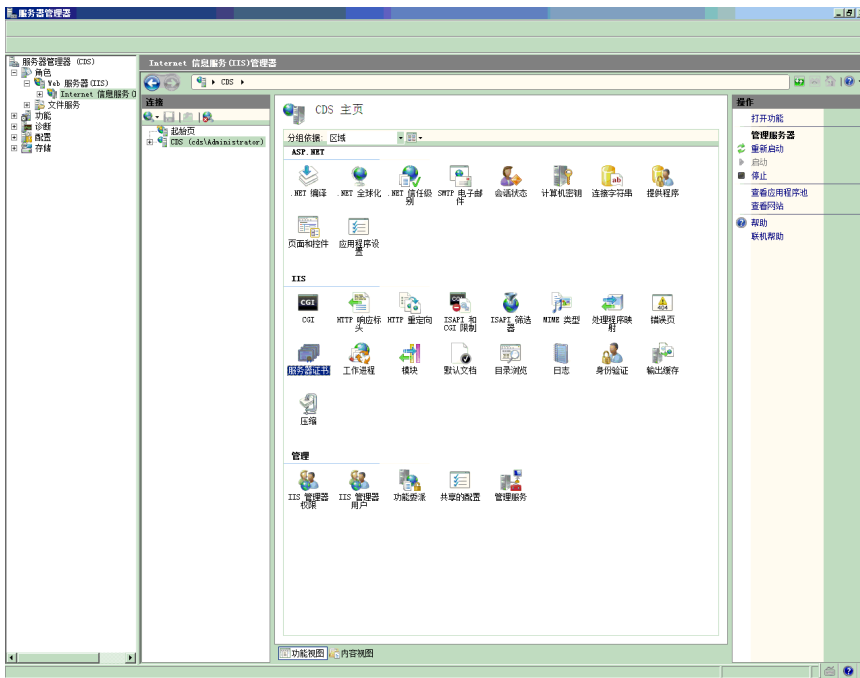 服务器管理器
服务器管理器 (CDS)
角色
Web 服务器(IIS)
Internet 信息服务(I
文件服务
功能
诊断
配置
存储
Internet 信息服务(IIS)管理器
CDS
连接
起始页
CDS (cds\Administrator)
CDS 主页
分组依据: 区域
ASP.NET
.NET 编译
.NET 全球化
.NET 信任级别
SMTP 电子邮件
会话状态
计算机密钥
连接字符串
提供程序
页面和控件
应用程序设置
IIS
CGI
CGI
HTTP 响应标头
HTTP 重定向
ISAPI 和 CGI 限制
ISAPI 筛选器
MIME 类型
处理程序映射
404
错误页
服务器证书
工作进程
模块
默认文档
目录浏览
日志
身份验证
输出缓存
压缩
管理
IIS 管理器权限
IIS 管理器用户
功能委派
共享的配置
管理服务
功能视图
内容视图
操作
打开功能
管理服务器
重新启动
启动
停止
查看应用程序池
查看网站
帮助
联机帮助